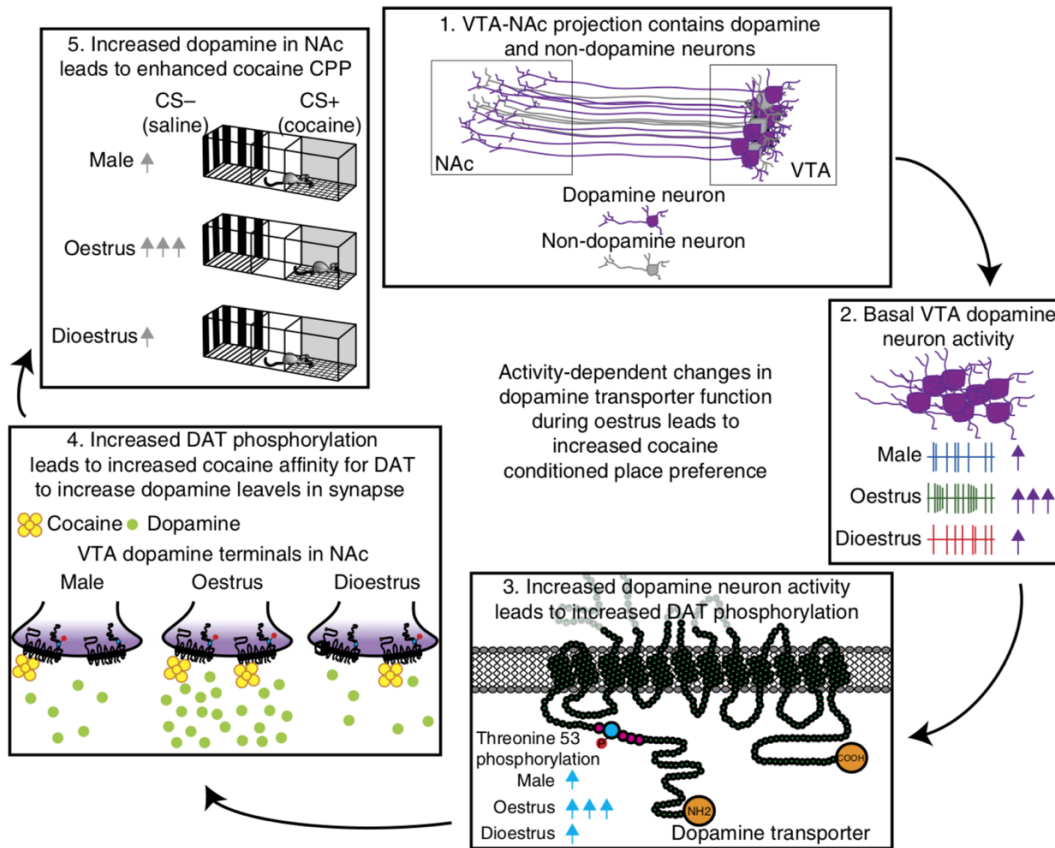 1. VTA-NAc projection contains dopamine
and non-dopamine neurons
NAc
VTA
Dopamine neuron
Non-dopamine neuron
2. Basal VTA dopamine
neuron activity
Male
Oestrus
Dioestrus
3. Increased dopamine neuron activity
leads to increased DAT phosphorylation
Threonine 53
phosphorylation
P
Male
Oestrus
Dioestrus
COOH
NH2
Dopamine transporter
4. Increased DAT phosphorylation
leads to increased cocaine affinity for DAT
to increase dopamine leavels in synapse
Cocaine Dopamine
VTA dopamine terminals in NAc
Male Oestrus Dioestrus
5. Increased dopamine in NAc
leads to enhanced cocaine CPP
CS– CS+
(saline) (cocaine)
Male
Oestrus
Dioestrus
Activity-dependent changes in
dopamine transporter function
during oestrus leads to
increased cocaine
conditioned place preference